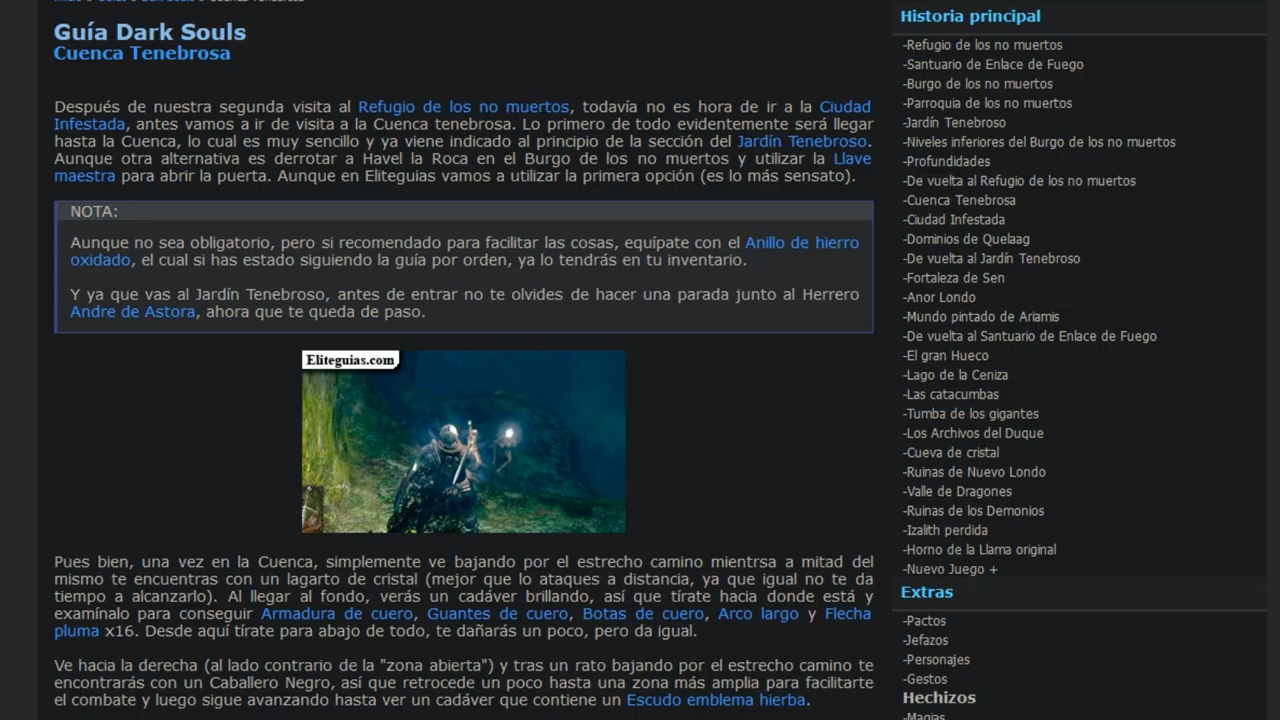 Guía Dark Souls
Cuenca Tenebrosa
Después de nuestra segunda visita al Refugio de los no muertos, todavía no es hora de ir a la Ciudad
Infestada, antes vamos a ir de visita a la Cuenca tenebrosa. Lo primero de todo evidentemente será llegar
hasta la Cuenca, lo cual es muy sencillo y ya viene indicado al principio de la sección del Jardín Tenebroso.
Aunque otra alternativa es derrotar a Havel la Roca en el Burgo de los no muertos y utilizar la Llave
maestra para abrir la puerta. Aunque en Eliteguias vamos a utilizar la primera opción (es lo más sensato).
NOTA:
Aunque no sea obligatorio, pero si recomendado para facilitar las cosas, equípate con el Anillo de hierro
oxidado, el cual si has estado siguiendo la guía por orden, ya lo tendrás en tu inventario.
Y ya que vas al Jardín Tenebroso, antes de entrar no te olvides de hacer una parada junto al Herrero
Andre de Astora, ahora que te queda de paso.
Eliteguias.com
Pues bien, una vez en la Cuenca, simplemente ve bajando por el estrecho camino mientrsa a mitad del
mismo te encuentras con un lagarto de cristal (mejor que lo ataques a distancia, ya que igual no te da
tiempo a alcanzarlo). Al llegar al fondo, verás un cadáver brillando, así que tírate hacia donde está y
examínalo para conseguir Armadura de cuero, Guantes de cuero, Botas de cuero, Arco largo y Flecha
pluma x16. Desde aquí tírate para abajo de todo, te dañarás un poco, pero da igual.
Ve hacia la derecha (al lado contrario de la "zona abierta") y tras un rato bajando por el estrecho camino te
encontrarás con un Caballero Negro, así que retrocede un poco hasta una zona más amplia para facilitarte
el combate y luego sigue avanzando hasta ver un cadáver que contiene un Escudo emblema hierba.
Historia principal
-Refugio de los no muertos
-Santuario de Enlace de Fuego
-Burgo de los no muertos
-Parroquia de los no muertos
-Jardín Tenebroso
-Niveles inferiores del Burgo de los no muertos
-Profundidades
-De vuelta al Refugio de los no muertos
-Cuenca Tenebrosa
-Ciudad Infestada
-Dominios de Quelaag
-De vuelta al Jardín Tenebroso
-Fortaleza de Sen
-Anor Londo
-Mundo pintado de Ariamis
-De vuelta al Santuario de Enlace de Fuego
-El gran Hueco
-Lago de la Ceniza
-Las catacumbas
-Tumba de los gigantes
-Los Archivos del Duque
-Cueva de cristal
-Ruinas de Nuevo Londo
-Valle de Dragones
-Ruinas de los Demonios
-Izalith perdida
-Horno de la Llama original
-Nuevo Juego +
Extras
-Pactos
-Jefazos
-Personajes
-Gestos
Hechizos
-Magias